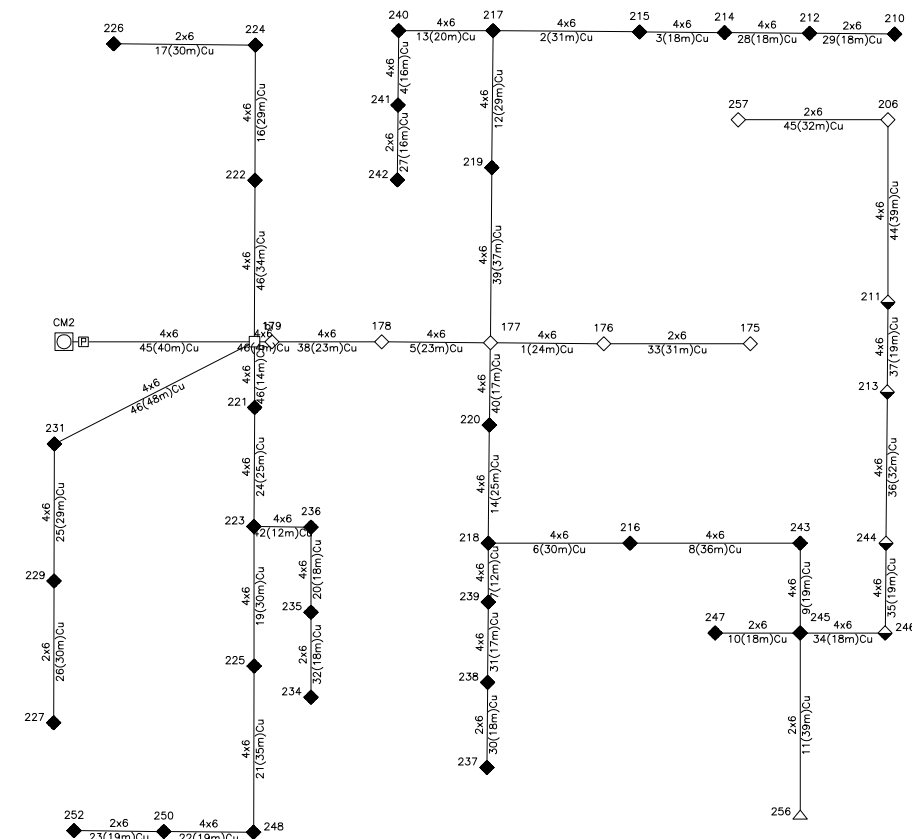 226
2x6
17(30m)Cu
224
240
4x6
13(20m)Cu
217
4x6
2(31m)Cu
215
4x6
3(18m)Cu
214
4x6
28(18m)Cu
212
2x6
29(18m)Cu
210
4x6
16(29m)Cu
4x6
4(16m)Cu
4x6
12(29m)Cu
241
257
2x6
45(32m)Cu
206
2x6
27(16m)Cu
222
242
219
4x6
46(34m)Cu
4x6
39(37m)Cu
4x6
44(39m)Cu
211
CM2
P
4x6
45(40m)Cu
4x6
179
4x6
38(23m)Cu
178
4x6
5(23m)Cu
177
4x6
1(24m)Cu
176
2x6
33(31m)Cu
175
4x6
37(19m)Cu
4x6
46(48m)Cu
4x6
46(14m)Cu
221
4x6
40(17m)Cu
213
231
220
4x6
25(29m)Cu
4x6
24(25m)Cu
4x6
14(25m)Cu
4x6
36(32m)Cu
223
4x6
42(12m)Cu
236
218
4x6
6(30m)Cu
216
4x6
8(36m)Cu
243
244
229
4x6
20(18m)Cu
4x6
7(12m)Cu
4x6
9(19m)Cu
4x6
35(19m)Cu
235
239
4x6
19(30m)Cu
2x6
26(30m)Cu
2x6
32(18m)Cu
4x6
31(17m)Cu
247
2x6
10(18m)Cu
245
4x6
34(18m)Cu
246
225
234
238
227
4x6
21(35m)Cu
2x6
30(18m)Cu
2x6
11(39m)Cu
237
256
252
2x6
23(19m)Cu
250
4x6
22(19m)Cu
248